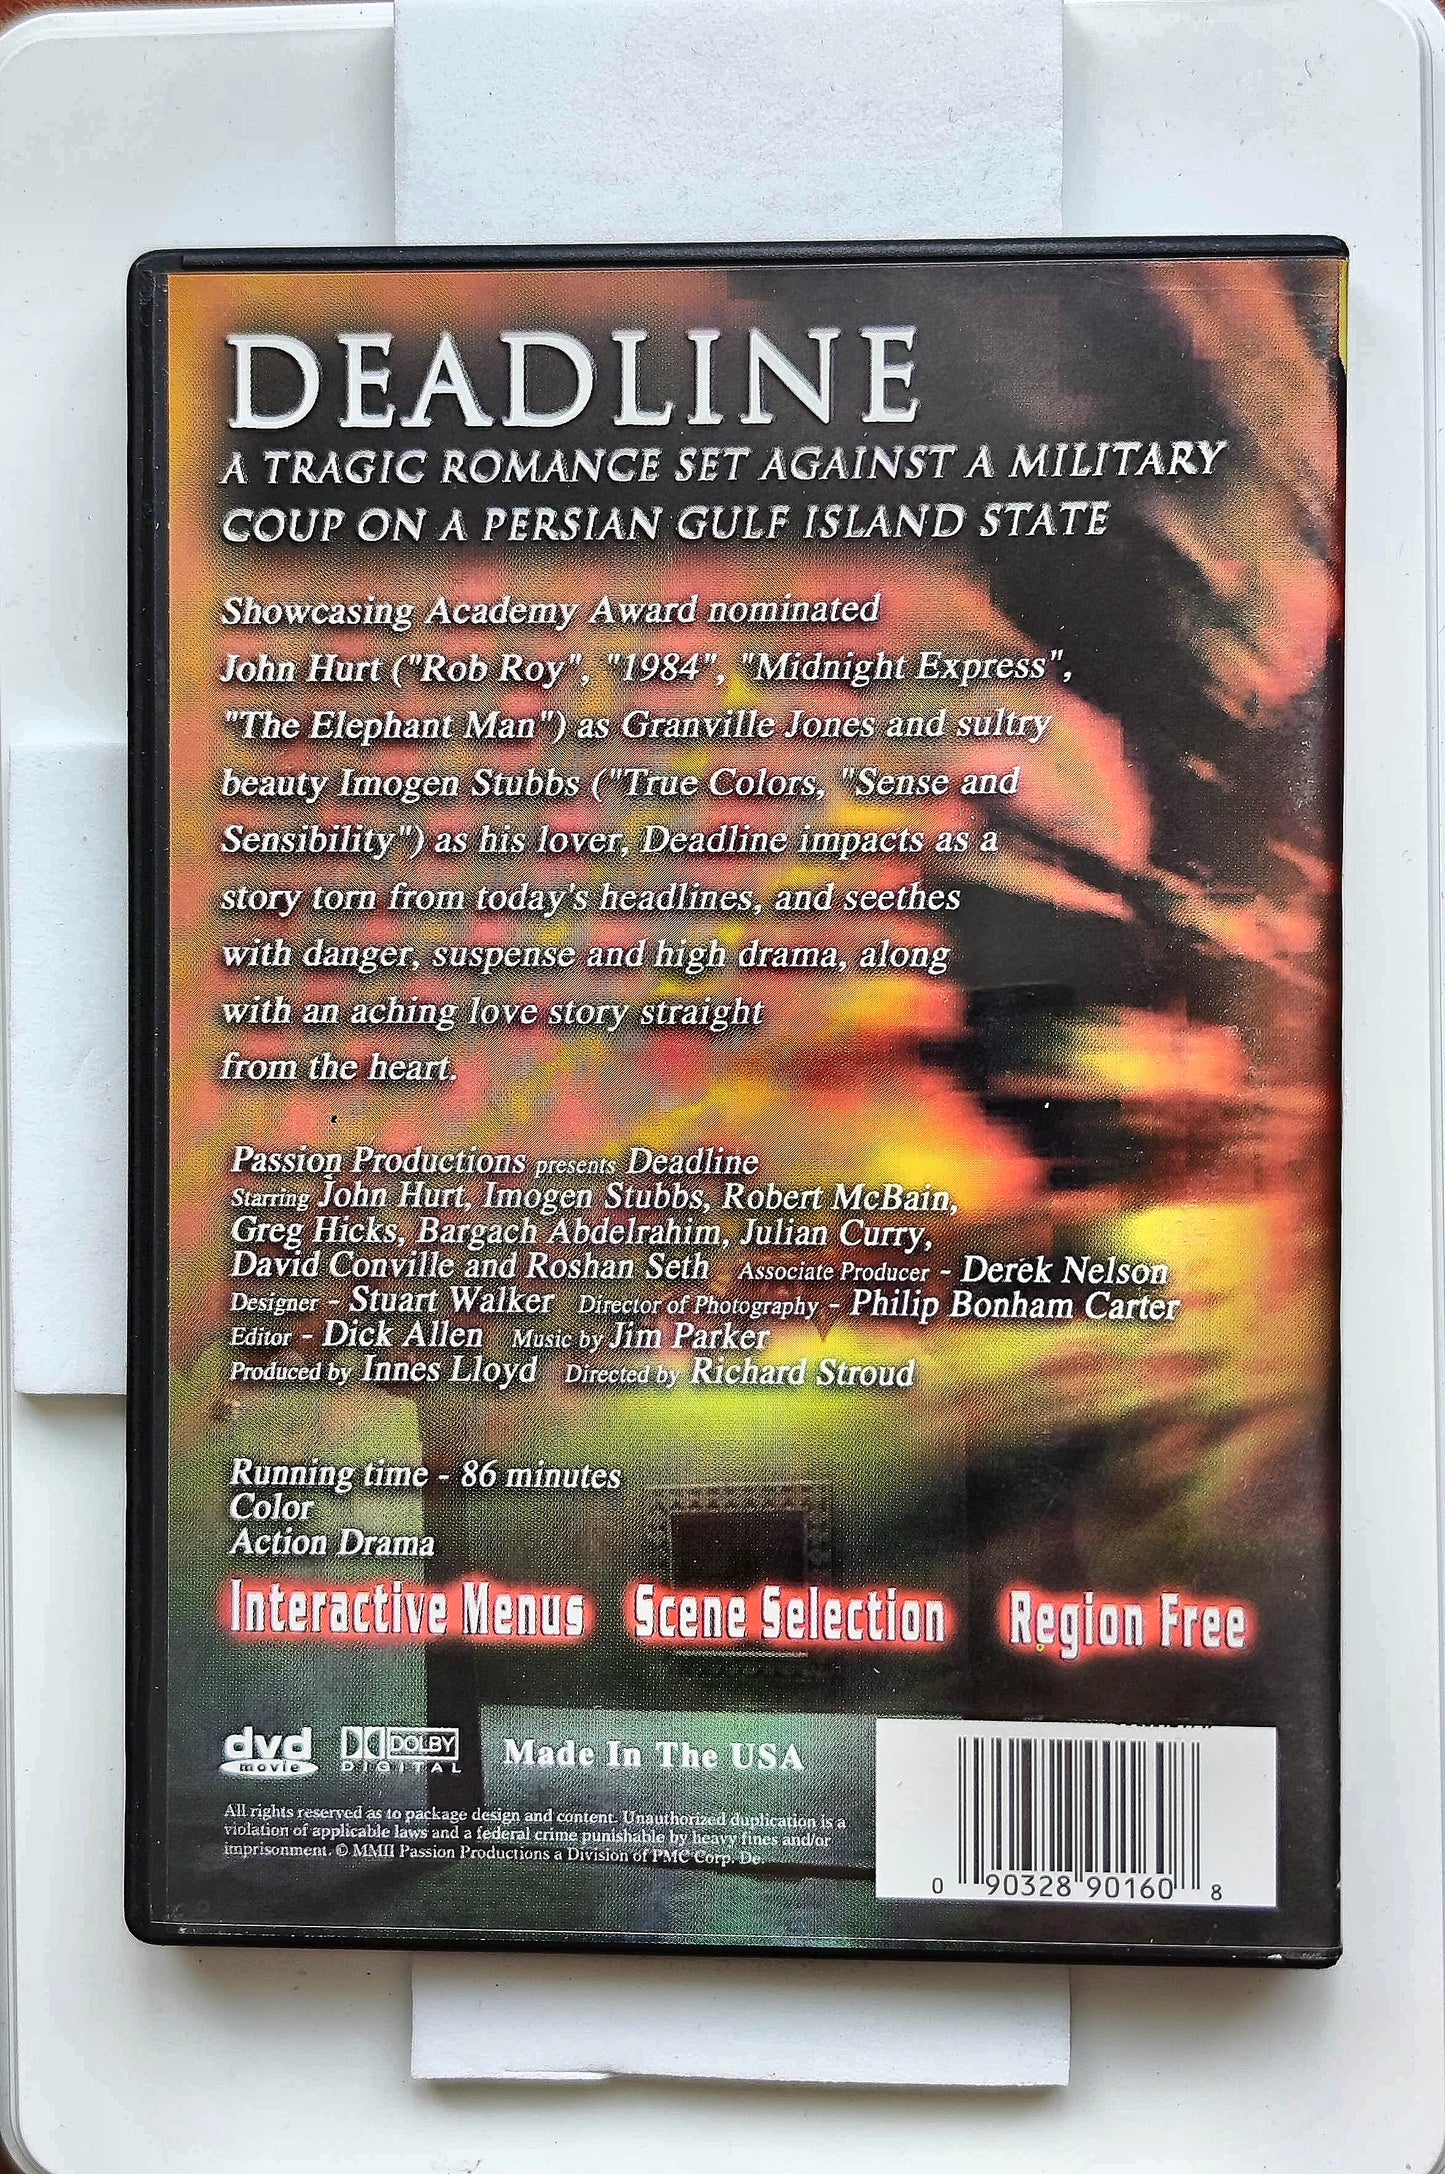 DEADLINE
A TRAGIC ROMANCE SET AGAINST A MILITARY
COUP ON A PERSIAN GULF ISLAND STATE
Showcasing Academy Award nominated
John Hurt ("Rob Roy", "1984", "Midnight Express",
"The Elephant Man") as Granville Jones and sultry
beauty Imogen Stubbs ("True Colors, "Sense and
Sensibility") as his lover, Deadline impacts as a
story torn from today's headlines, and seethes
with danger, suspense and high drama, along
with an aching love story straight
from the heart.
Passion Productions presents Deadline
Starring John Hurt, Imogen Stubbs, Robert McBain,
Greg Hicks, Bargach Abdelrahim, Julian Curry,
David Conville and Roshan Seth Associate Producer - Derek Nelson
Designer - Stuart Walker Director of Photography - Philip Bonham Carter
Editor - Dick Allen Music by Jim Parker
Produced by Innes Lloyd Directed by Richard Stroud
Running time - 86 minutes
Color
Action Drama
Interactive Menus Scene Selection Region Free
dvd movie DOLBY DIGITAL Made In The USA
All rights reserved as to package design and content. Unauthorized duplication is a
violation of applicable laws and a federal crime punishable by heavy fines and/or
imprisonment. © MMII Passion Productions a Division of PMC Corp. De.
0 90328 90160 8